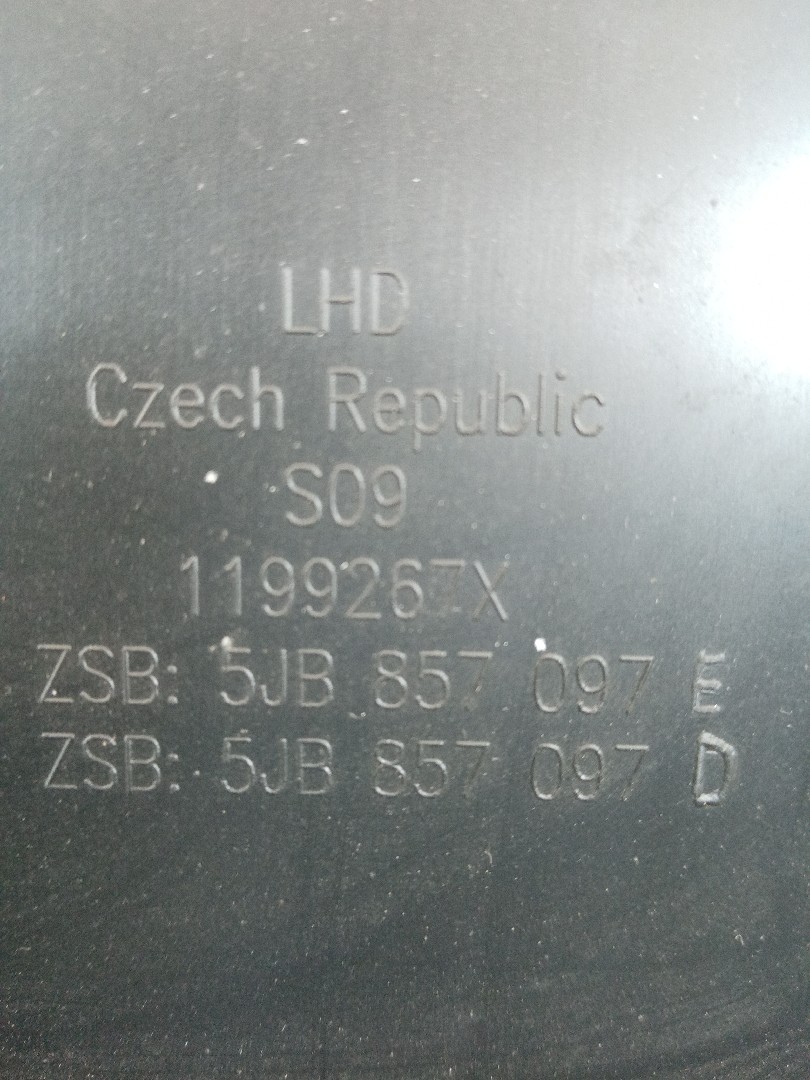 LHD
Czech Republic
S09
1199267X
ZSB: 5JB 857 097 E
ZSB: 5JB 857 097 D